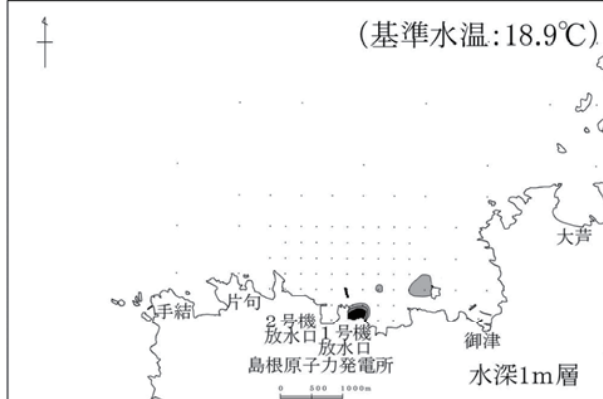 (基準水温:18.9℃)
大芦
片句
手結
2号機
放水口
1号機
放水口
御津
島根原子力発電所
水深1m層
0 500 1000m